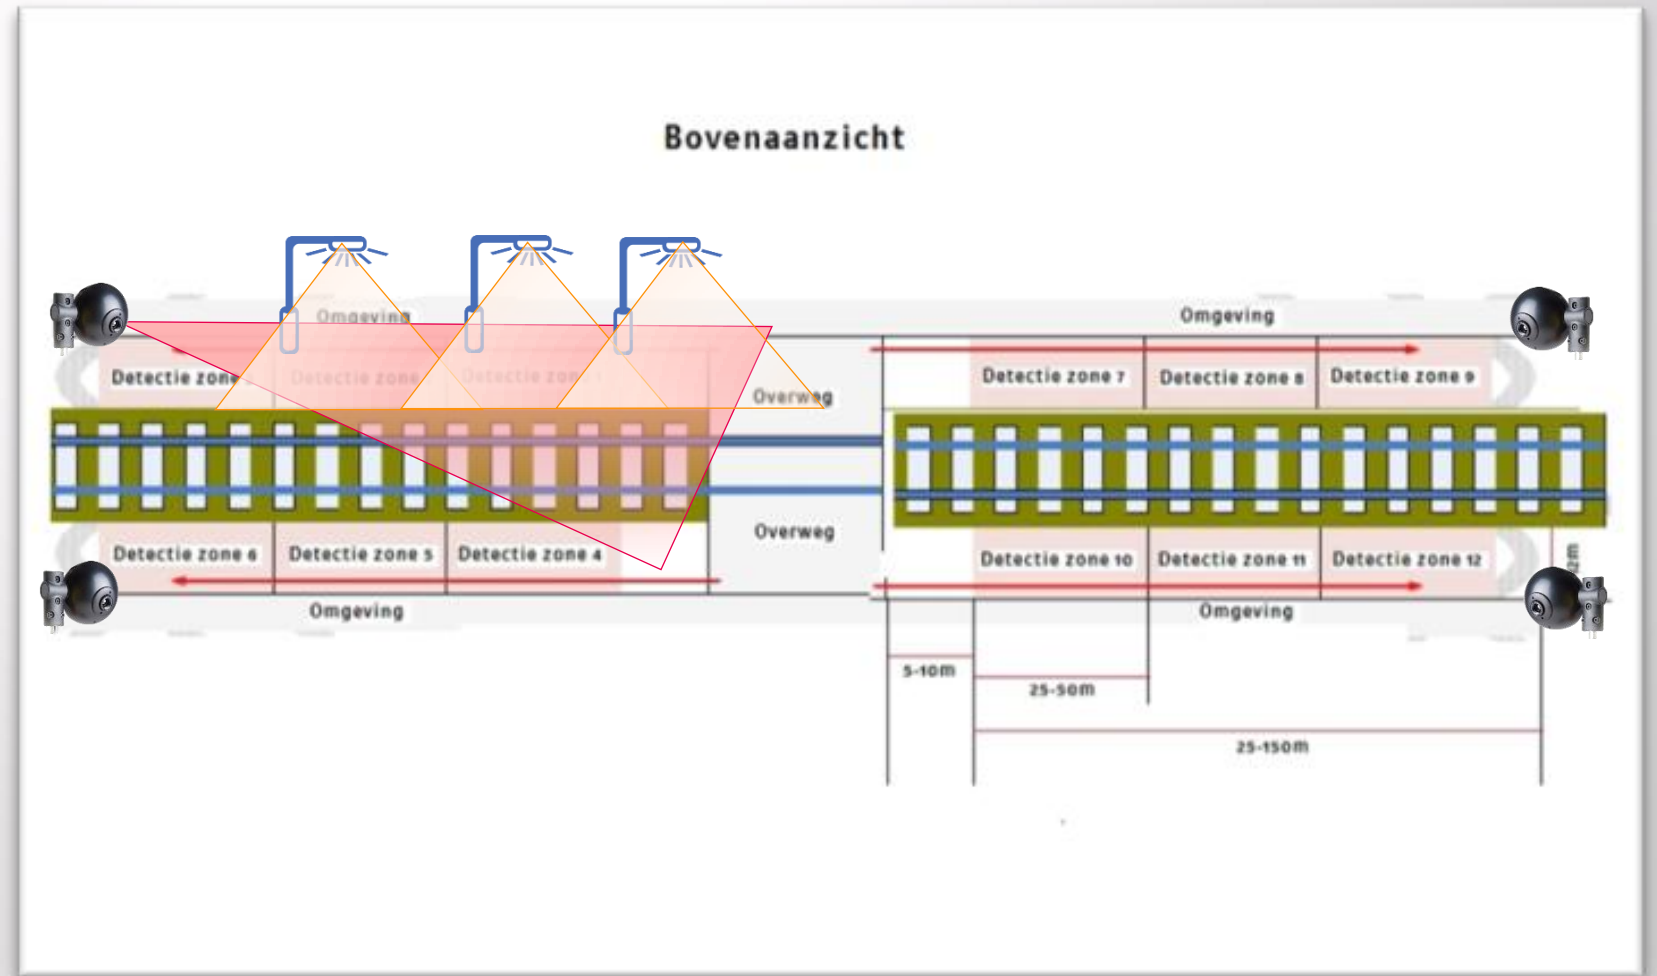 Bovenaanzicht
Omgeving
Omgeving
Detectie zone
Detectie zone
Detectie zone
Overweg
Detectie zone 7
Detectie zone 8
Detectie zone 9
Overweg
Detectie zone 6
Detectie zone 5
Detectie zone 4
Detectie zone 10
Detectie zone 11
Detectie zone 12
Omgeving
Omgeving
5-10m
25-50m
25-150m